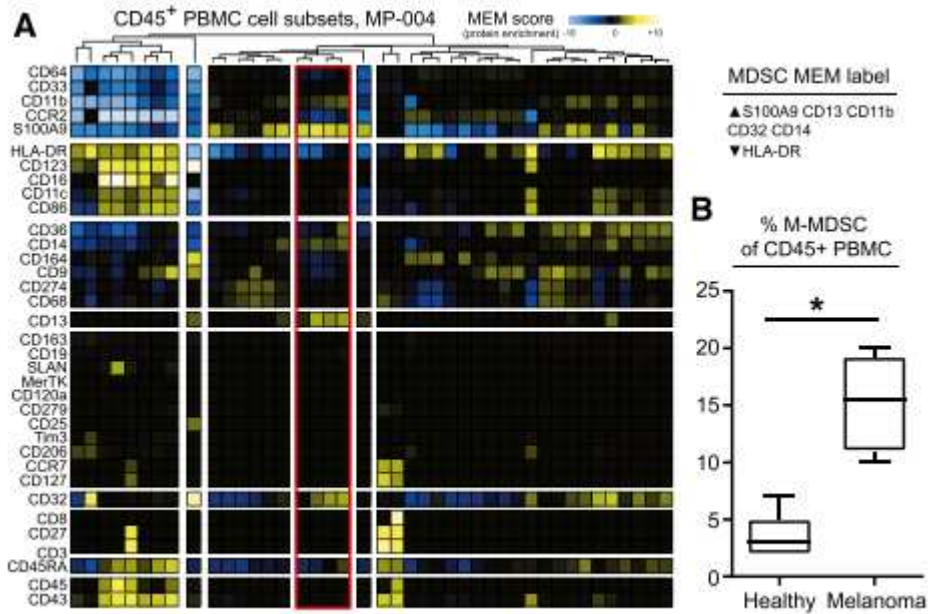 A
CD45+ PBMC cell subsets, MP-004
MEM score
(protein enrichment)
-10 0 +10
CD64
CD33
CD11b
CCR2
S100A9
HLA-DR
CD123
CD16
CD11c
CD86
CD36
CD14
CD164
CD9
CD274
CD68
CD13
CD163
CD19
SLAN
MerTK
CD120a
CD279
CD25
Tim3
CD206
CCR7
CD127
CD32
CD8
CD27
CD3
CD45RA
CD45
CD43
MDSC MEM label
▲S100A9 CD13 CD11b
CD32 CD14
▼HLA-DR
B
% M-MDSC
of CD45+ PBMC
25
20
15
10
5
0
*
Healthy Melanoma